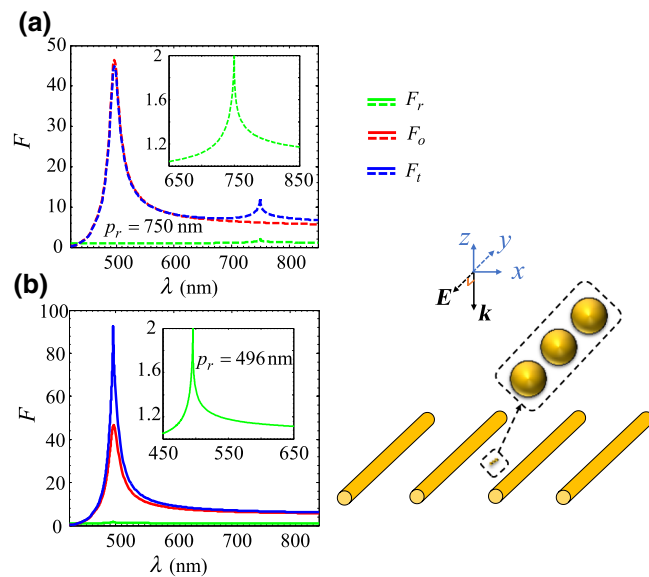 (a)
50
40
30
20
10
0
F
2
1.6
1.2
650 750 850
p_r = 750 nm
500 600 700 800
λ (nm)
F_r
F_o
F_t
(b)
100
80
60
40
20
0
F
2
1.6
1.2
450 550 650
p_r = 496 nm
500 600 700 800
λ (nm)
z
y
x
E
k